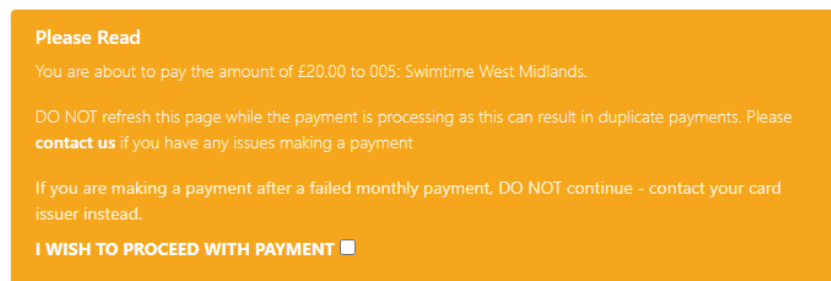 Please Read
You are about to pay the amount of £20.00 to 005: Swimtime West Midlands.
DO NOT refresh this page while the payment is processing as this can result in duplicate payments. Please
contact us if you have any issues making a payment
If you are making a payment after a failed monthly payment, DO NOT continue - contact your card
issuer instead.
I WISH TO PROCEED WITH PAYMENT